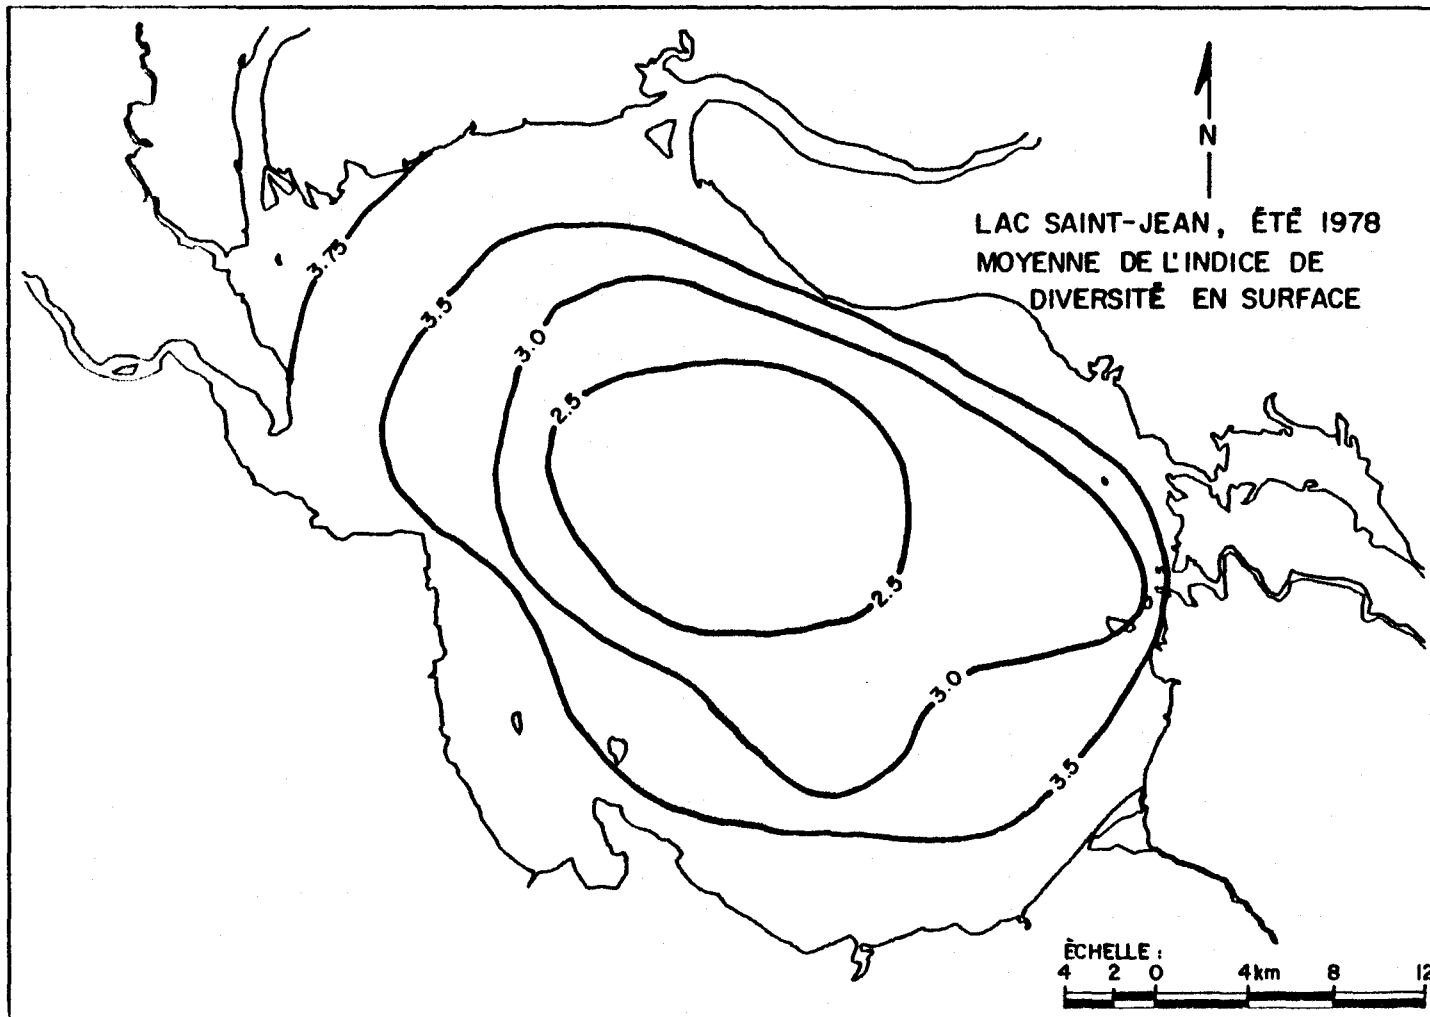 N
LAC SAINT-JEAN, ÉTÉ 1978
MOYENNE DE L'INDICE DE
DIVERSITÉ EN SURFACE
3.75
3.5
3.0
2.5
2.5
3.0
3.5
ÈCHELLE :
4 2 0 4km 8 12